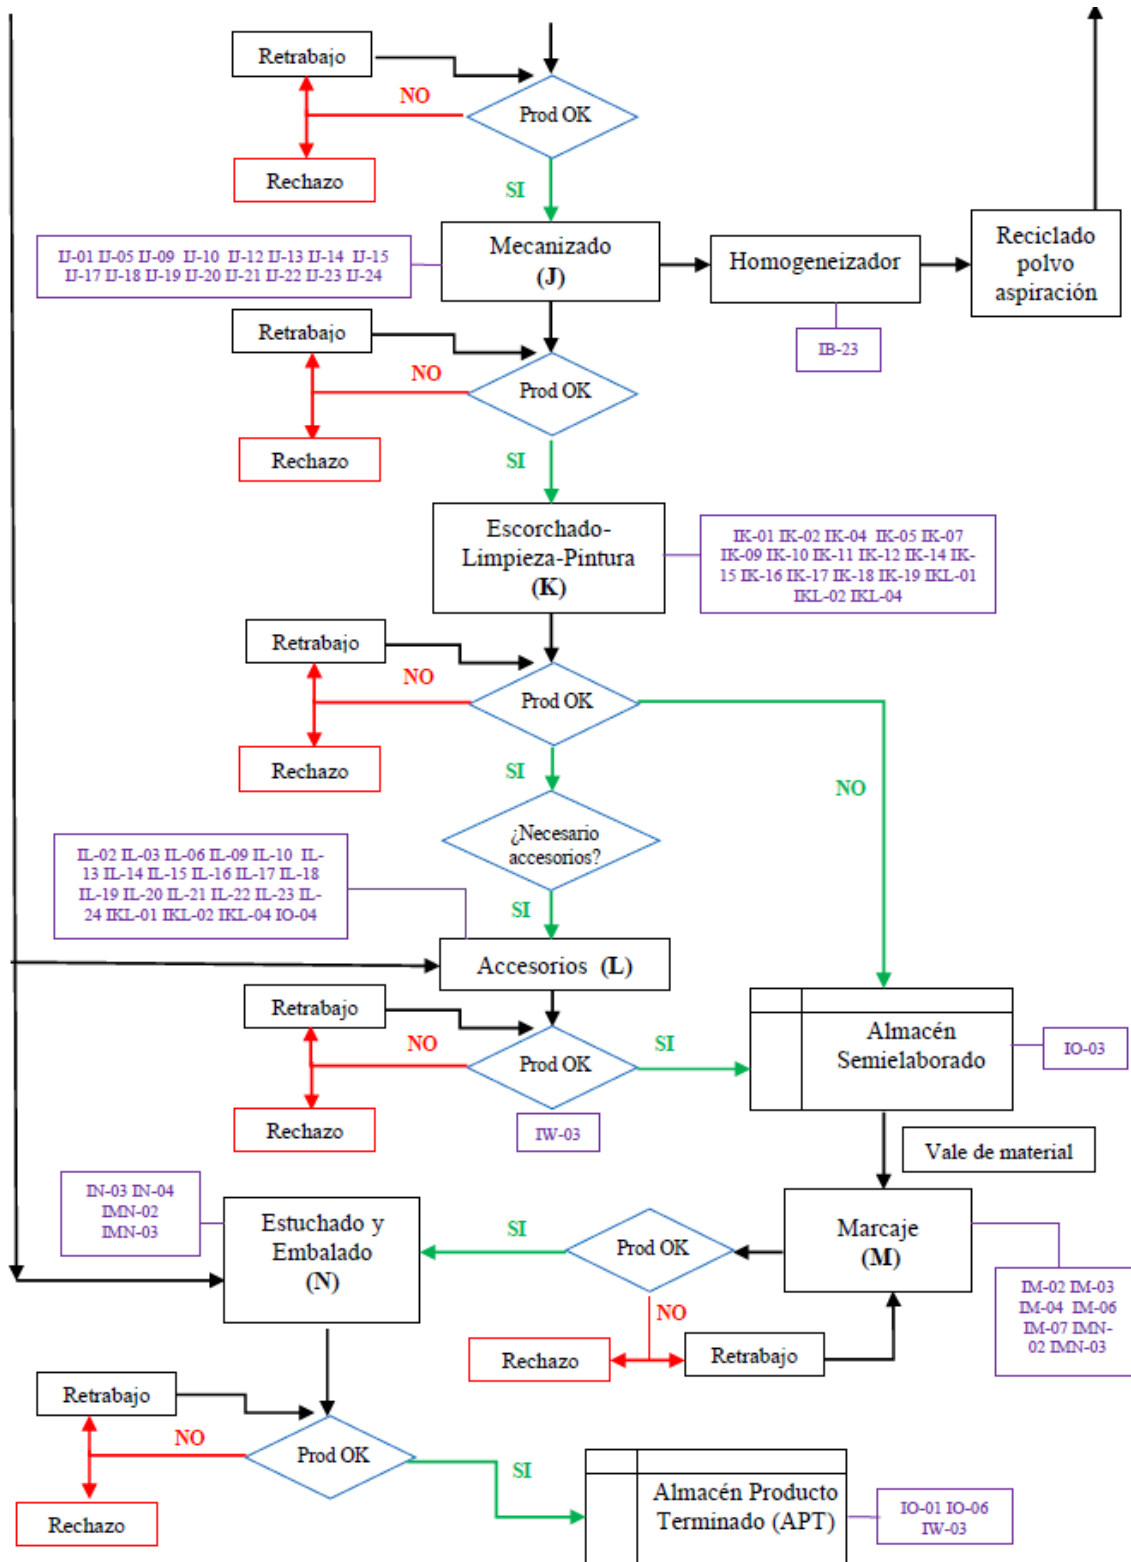 Retrabajo
NO
Prod OK
Rechazo
SI
IJ-01 IJ-05 IJ-09 IJ-10 IJ-12 IJ-13 IJ-14 IJ-15
IJ-17 IJ-18 IJ-19 IJ-20 IJ-21 IJ-22 IJ-23 IJ-24
Mecanizado
(J)
Homogeneizador
Reciclado
polvo
aspiración
IB-23
Retrabajo
NO
Prod OK
Rechazo
SI
Escorchado-
Limpieza-Pintura
(K)
IK-01 IK-02 IK-04 IK-05 IK-07
IK-09 IK-10 IK-11 IK-12 IK-14 IK-
15 IK-16 IK-17 IK-18 IK-19 IKL-01
IKL-02 IKL-04
Retrabajo
NO
Prod OK
Rechazo
SI
NO
¿Necesario
accesorios?
IL-02 IL-03 IL-06 IL-09 IL-10 IL-
13 IL-14 IL-15 IL-16 IL-17 IL-18
IL-19 IL-20 IL-21 IL-22 IL-23 IL-
24 IKL-01 IKL-02 IKL-04 IO-04
SI
Accesorios (L)
Retrabajo
NO
Prod OK
SI
Rechazo
IW-03
Almacén
Semielaborado
IO-03
Vale de material
IN-03 IN-04
IMN-02
IMN-03
Estuchado y
Embalado
(N)
SI
Prod OK
Marcaje
(M)
IM-02 IM-03
IM-04 IM-06
IM-07 IMN-
02 IMN-03
NO
Rechazo
Retrabajo
Retrabajo
NO
Prod OK
SI
Rechazo
Almacén Producto
Terminado (APT)
IO-01 IO-06
IW-03